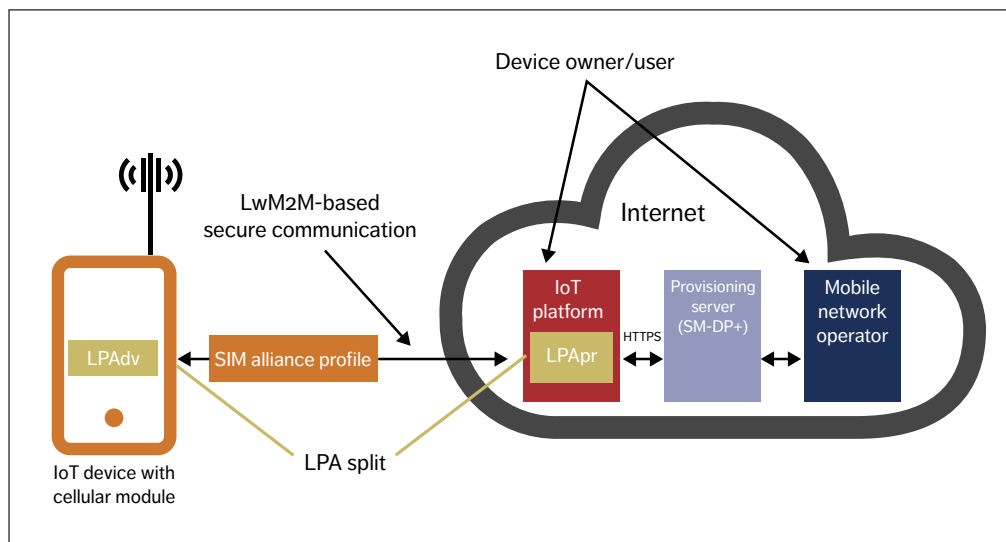 Device owner/user
LwM2M-based
secure communication
Internet
IoT
platform
LPApr
HTTPS
Provisioning
server
(SM-DP+)
Mobile
network
operator
LPAdv
SIM alliance profile
LPA split
IoT device with
cellular module